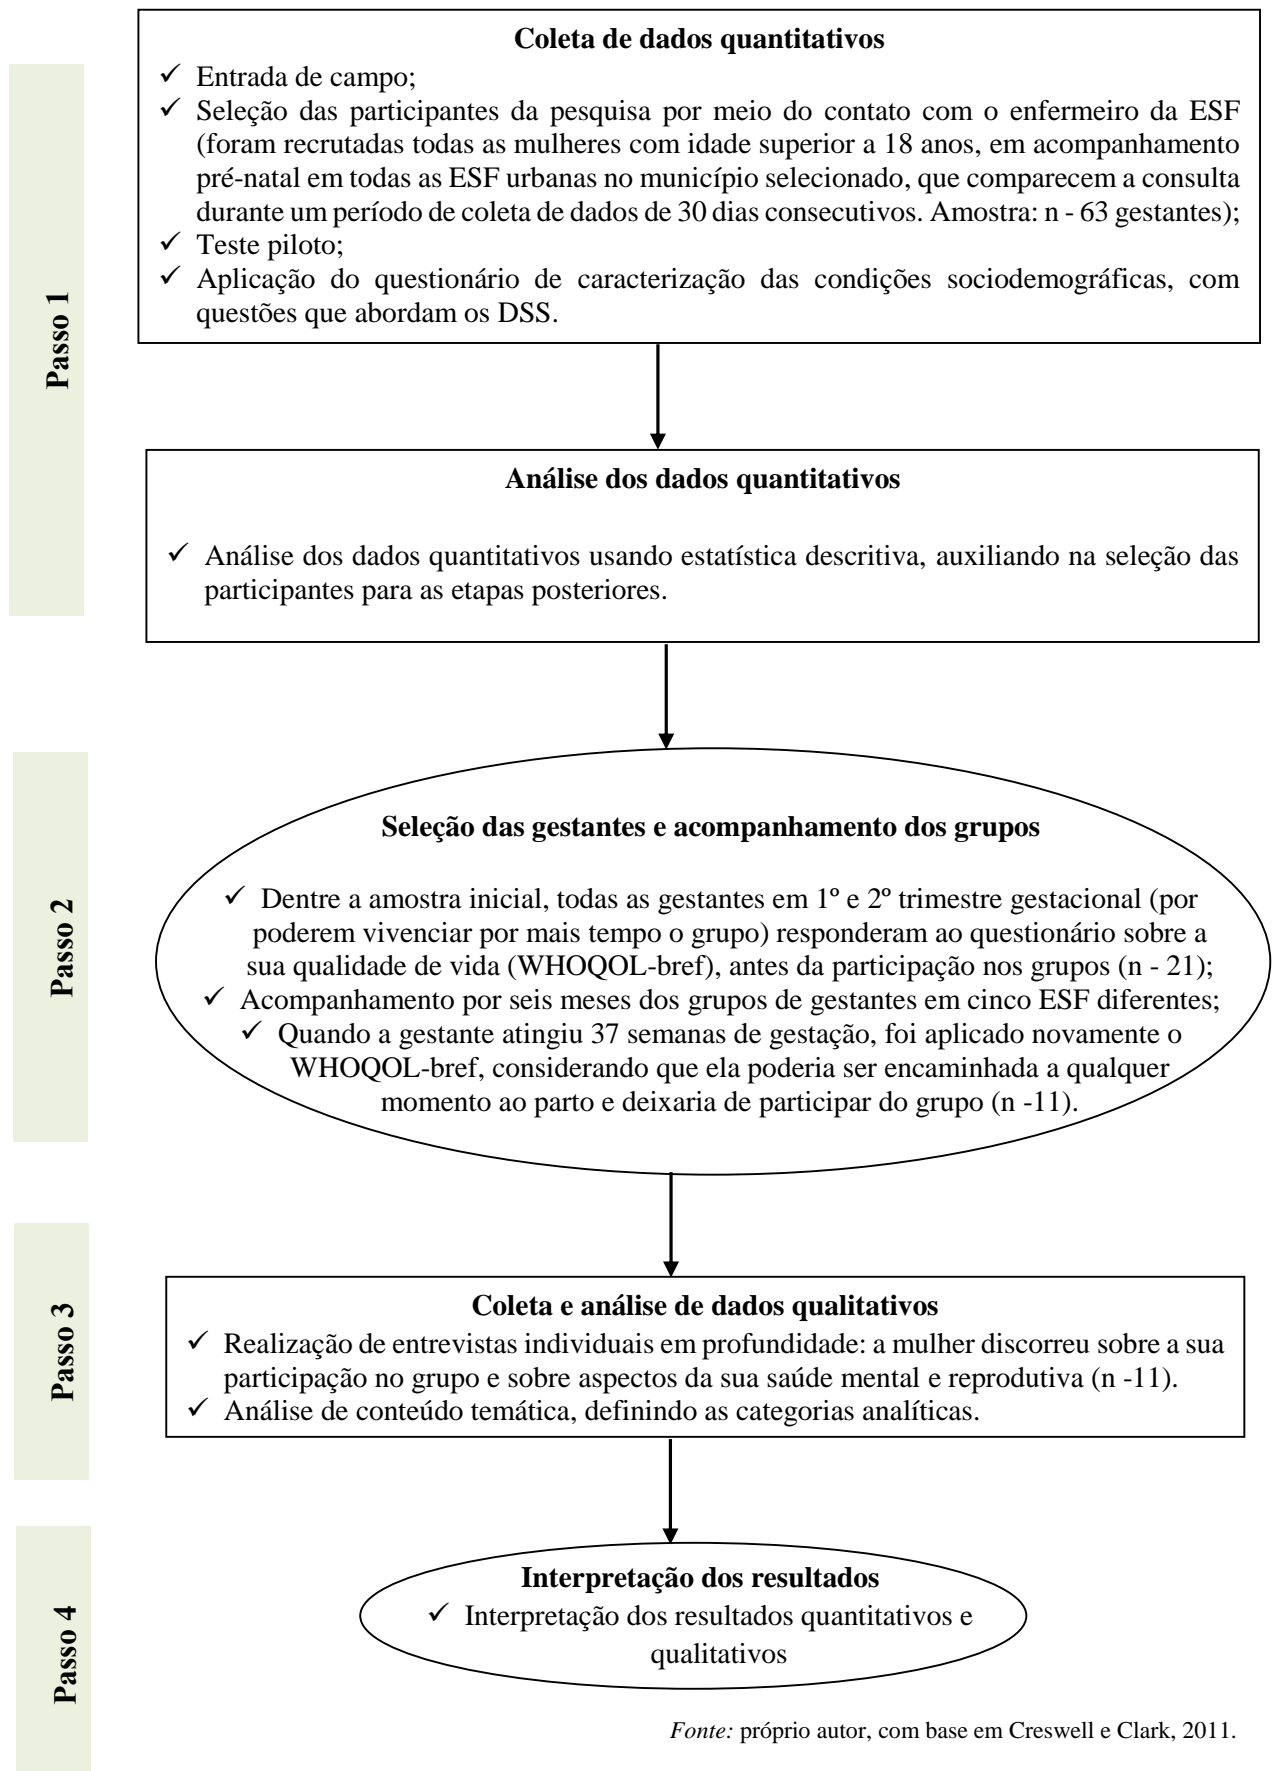 Passo 1
Coleta de dados quantitativos
✓ Entrada de campo;
✓ Seleção das participantes da pesquisa por meio do contato com o enfermeiro da ESF
(foram recrutadas todas as mulheres com idade superior a 18 anos, em acompanhamento
pré-natal em todas as ESF urbanas no município selecionado, que comparecem a consulta
durante um período de coleta de dados de 30 dias consecutivos. Amostra: n - 63 gestantes);
✓ Teste piloto;
✓ Aplicação do questionário de caracterização das condições sociodemográficas, com
questões que abordam os DSS.
Análise dos dados quantitativos
✓ Análise dos dados quantitativos usando estatística descritiva, auxiliando na seleção das
participantes para as etapas posteriores.
Passo 2
Seleção das gestantes e acompanhamento dos grupos
✓ Dentre a amostra inicial, todas as gestantes em 1º e 2º trimestre gestacional (por
poderem vivenciar por mais tempo o grupo) responderam ao questionário sobre a
sua qualidade de vida (WHOQOL-bref), antes da participação nos grupos (n - 21);
✓ Acompanhamento por seis meses dos grupos de gestantes em cinco ESF diferentes;
✓ Quando a gestante atingiu 37 semanas de gestação, foi aplicado novamente o
WHOQOL-bref, considerando que ela poderia ser encaminhada a qualquer
momento ao parto e deixaria de participar do grupo (n -11).
Passo 3
Coleta e análise de dados qualitativos
✓ Realização de entrevistas individuais em profundidade: a mulher discorreu sobre a sua
participação no grupo e sobre aspectos da sua saúde mental e reprodutiva (n -11).
✓ Análise de conteúdo temática, definindo as categorias analíticas.
Passo 4
Interpretação dos resultados
✓ Interpretação dos resultados quantitativos e
qualitativos
Fonte: próprio autor, com base em Creswell e Clark, 2011.